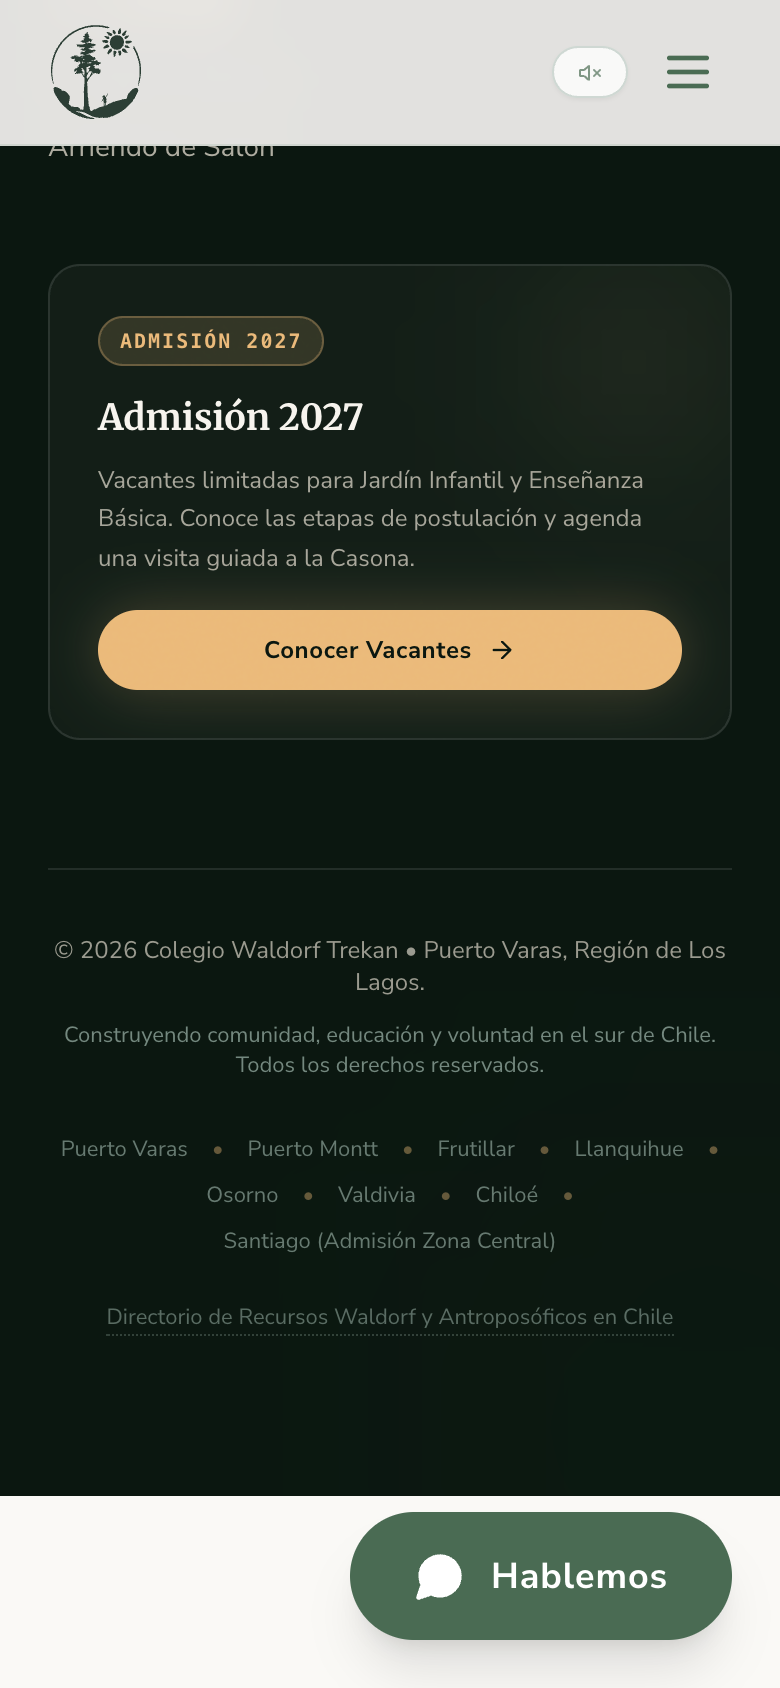 Arriendo de Salón
ADMISIÓN 2027
Admisión 2027
Vacantes limitadas para Jardín Infantil y Enseñanza
Básica. Conoce las etapas de postulación y agenda
una visita guiada a la Casona.
Conocer Vacantes →
© 2026 Colegio Waldorf Trekan • Puerto Varas, Región de Los
Lagos.
Construyendo comunidad, educación y voluntad en el sur de Chile.
Todos los derechos reservados.
Puerto Varas • Puerto Montt • Frutillar • Llanquihue •
Osorno • Valdivia • Chiloé •
Santiago (Admisión Zona Central)
Directorio de Recursos Waldorf y Antroposóficos en Chile
Hablemos